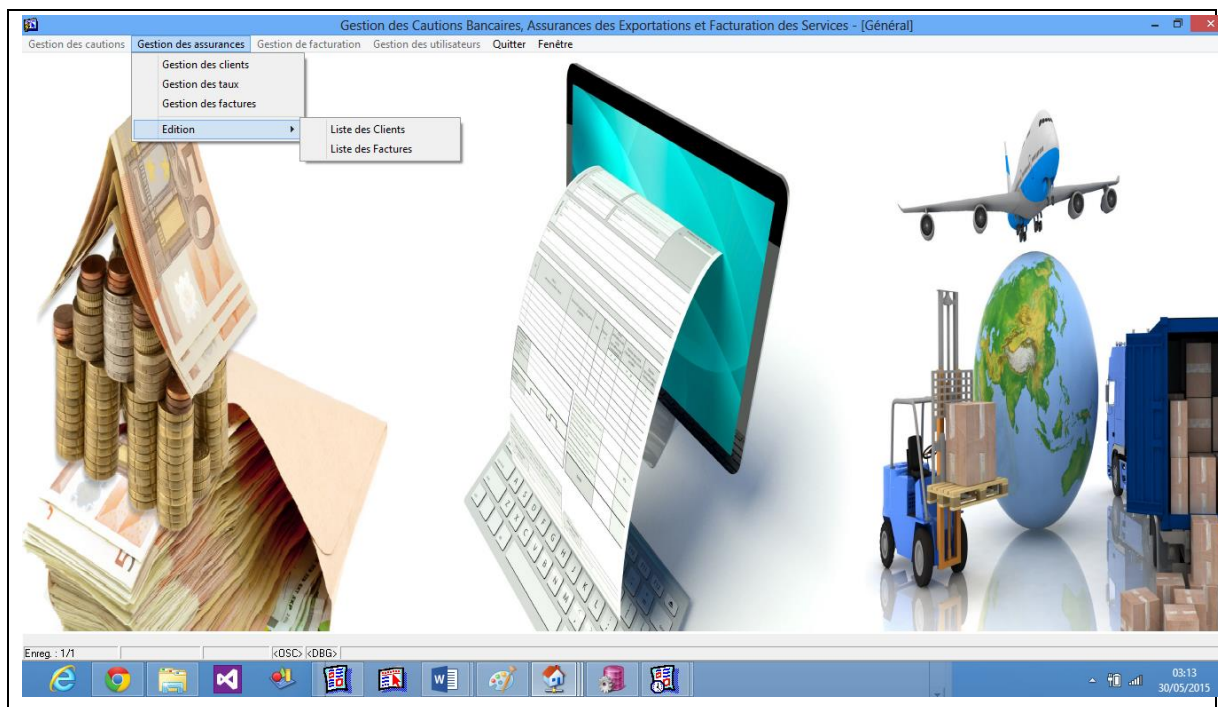 Gestion des Cautions Bancaires, Assurances des Exportations et Facturation des Services - [Général]
Gestion des cautions Gestion des assurances Gestion de facturation Gestion des utilisateurs Quitter Fenêtre
Gestion des clients
Gestion des taux
Gestion des factures
Edition
Liste des Clients
Liste des Factures
Enreg. : 1/1 <OSC> <DBG>
03:13
30/05/2015